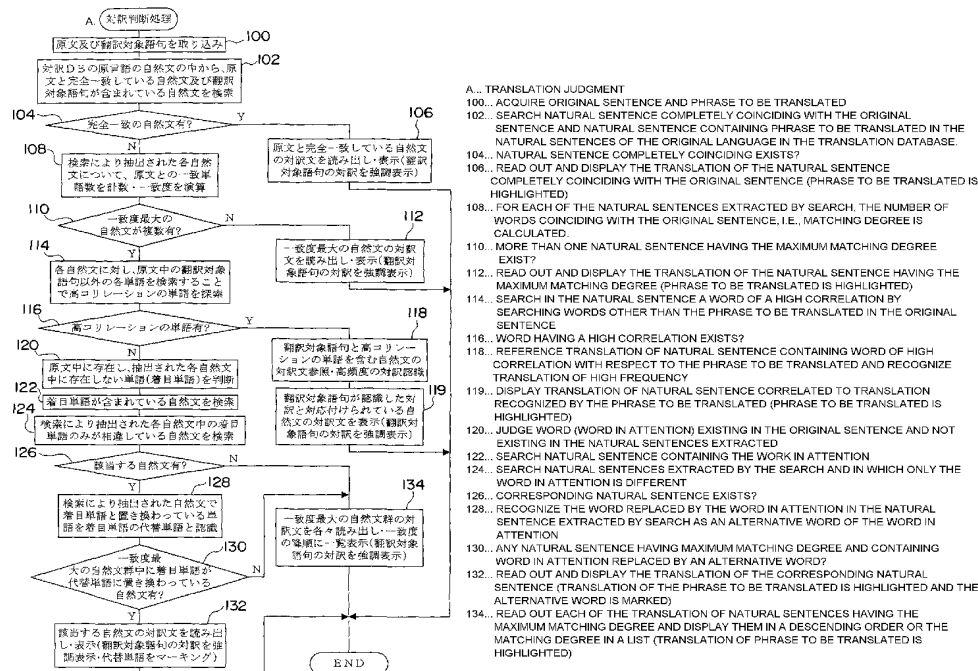 A.
対訳判断処理
原文及び翻訳対象語句を取り込み
100
対訳DBの原言語の自然文の中から、原
文と完全一致している自然文及び翻訳
対象語句が含まれている自然文を検索
102
104
完全一致の自然文有?
Y
N
106
原文と完全一致している自然文
の対訳文を読み出し・表示(翻訳
対象語句の対訳を強調表示)
108
検索により抽出された各自然
文について、原文との一致単
語数を計数・一致度を演算
110
一致度最大の
自然文が複数有?
N
Y
112
一致度最大の自然文の対訳
文を読み出し・表示(翻訳対
象語句の対訳を強調表示)
114
各自然文に対し、原文中の翻訳対象
語句以外の各単語を検索すること
で高コリレーションの単語を探索
116
高コリレーションの単語有?
Y
N
118
翻訳対象語句と高コリレー
ションの単語を含む自然文の
対訳文参照・高頻度の対訳認識
119
翻訳対象語句が認識した対
訳と対応付けられている自
然文の対訳文を表示(翻訳対
象語句の対訳を強調表示)
120
原文中に存在し、抽出された各自然文
中に存在しない単語(着目単語)を判断
122
着目単語が含まれている自然文を検索
124
検索により抽出された各自然文中の着目
単語のみが相違している自然文を検索
126
該当する自然文有?
N
Y
128
検索により抽出された自然文で
着目単語と置き換わっている単
語を着目単語の代替単語と認識
130
一致度最
大の自然文群中に着目単語が
代替単語に置き換わっている
自然文有?
N
Y
132
該当する自然文の対訳文を読み出
し・表示(翻訳対象語句の対訳を強
調表示・代替単語をマーキング)
134
一致度最大の自然文群の対
訳文を各々読み出し・一致度
の降順に一覧表示(翻訳対象
語句の対訳を強調表示)
END
A... TRANSLATION JUDGMENT
100... ACQUIRE ORIGINAL SENTENCE AND PHRASE TO BE TRANSLATED
102... SEARCH NATURAL SENTENCE COMPLETELY COINCIDING WITH THE ORIGINAL
SENTENCE AND NATURAL SENTENCE CONTAINING PHRASE TO BE TRANSLATED IN THE
NATURAL SENTENCES OF THE ORIGINAL LANGUAGE IN THE TRANSLATION DATABASE.
104... NATURAL SENTENCE COMPLETELY COINCIDING EXISTS?
106... READ OUT AND DISPLAY THE TRANSLATION OF THE NATURAL SENTENCE
COMPLETELY COINCIDING WITH THE ORIGINAL SENTENCE (PHRASE TO BE TRANSLATED IS
HIGHLIGHTED)
108... FOR EACH OF THE NATURAL SENTENCES EXTRACTED BY SEARCH, THE NUMBER OF
WORDS COINCIDING WITH THE ORIGINAL SENTENCE, I.E., MATCHING DEGREE IS
CALCULATED.
110... MORE THAN ONE NATURAL SENTENCE HAVING THE MAXIMUM MATCHING DEGREE
EXIST?
112... READ OUT AND DISPLAY THE TRANSLATION OF THE NATURAL SENTENCE HAVING THE
MAXIMUM MATCHING DEGREE (PHRASE TO BE TRANSLATED IS HIGHLIGHTED)
114... SEARCH IN THE NATURAL SENTENCE A WORD OF A HIGH CORRELATION BY
SEARCHING WORDS OTHER THAN THE PHRASE TO BE TRANSLATED IN THE ORIGINAL
SENTENCE
116... WORD HAVING A HIGH CORRELATION EXISTS?
118... REFERENCE TRANSLATION OF NATURAL SENTENCE CONTAINING WORD OF HIGH
CORRELATION WITH RESPECT TO THE PHRASE TO BE TRANSLATED AND RECOGNIZE
TRANSLATION OF HIGH FREQUENCY
119... DISPLAY TRANSLATION OF NATURAL SENTENCE CORRELATED TO TRANSLATION
RECOGNIZED BY THE PHRASE TO BE TRANSLATED (PHRASE TO BE TRANSLATED IS
HIGHLIGHTED)
120... JUDGE WORD (WORD IN ATTENTION) EXISTING IN THE ORIGINAL SENTENCE AND NOT
EXISTING IN THE NATURAL SENTENCES EXTRACTED
122... SEARCH NATURAL SENTENCE CONTAINING THE WORK IN ATTENTION
124... SEARCH NATURAL SENTENCES EXTRACTED BY THE SEARCH AND IN WHICH ONLY THE
WORD IN ATTENTION IS DIFFERENT
126... CORRESPONDING NATURAL SENTENCE EXISTS?
128... RECOGNIZE THE WORD REPLACED BY THE WORD IN ATTENTION IN THE NATURAL
SENTENCE EXTRACTED BY SEARCH AS AN ALTERNATIVE WORD OF THE WORD IN
ATTENTION
130... ANY NATURAL SENTENCE HAVING MAXIMUM MATCHING DEGREE AND CONTAINING
WORD IN ATTENTION REPLACED BY AN ALTERNATIVE WORD?
132... READ OUT AND DISPLAY THE TRANSLATION OF THE CORRESPONDING NATURAL
SENTENCE (TRANSLATION OF THE PHRASE TO BE TRANSLATED IS HIGHLIGHTED AND THE
ALTERNATIVE WORD IS MARKED)
134... READ OUT EACH OF THE TRANSLATION OF NATURAL SENTENCES HAVING THE
MAXIMUM MATCHING DEGREE AND DISPLAY THEM IN A DESCENDING ORDER OR THE
MATCHING DEGREE IN A LIST (TRANSLATION OF PHRASE TO BE TRANSLATED IS
HIGHLIGHTED)